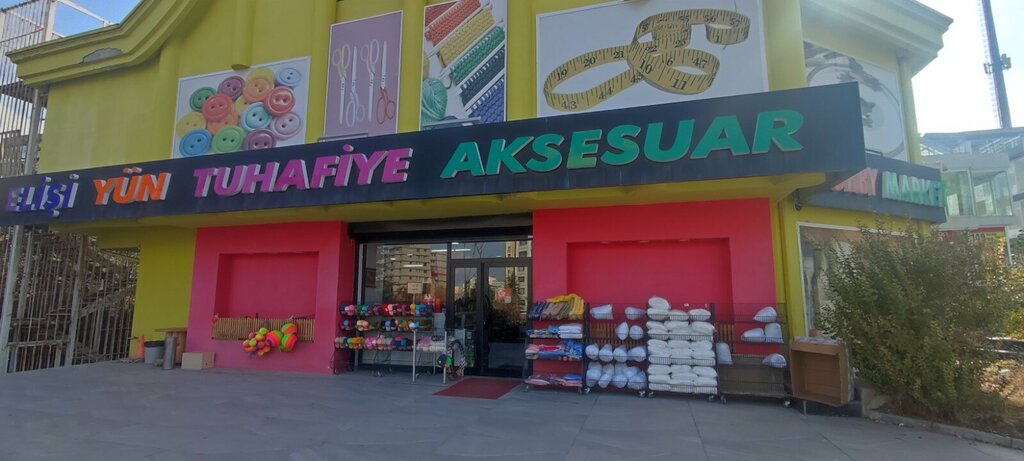 ELİŞİ YÜN TUHAFİYE AKSESUAR
MARKET